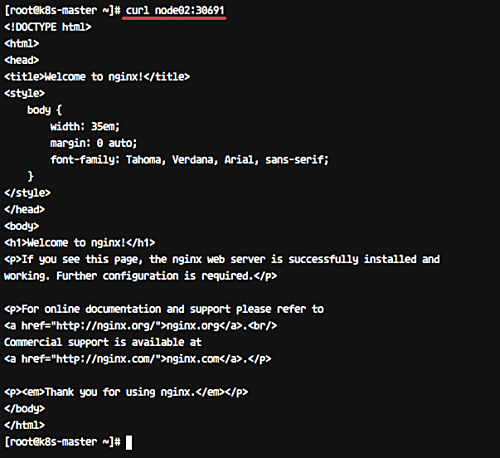 [root@k8s-master ~]# curl node02:30691
<!DOCTYPE html>
<html>
<head>
<title>Welcome to nginx!</title>
<style>
    body {
        width: 35em;
        margin: 0 auto;
        font-family: Tahoma, Verdana, Arial, sans-serif;
    }
</style>
</head>
<body>
<h1>Welcome to nginx!</h1>
<p>If you see this page, the nginx web server is successfully installed and
working. Further configuration is required.</p>

<p>For online documentation and support please refer to
<a href="http://nginx.org/">nginx.org</a>.<br/>
Commercial support is available at
<a href="http://nginx.com/">nginx.com</a>.</p>

<p><em>Thank you for using nginx.</em></p>
</body>
</html>
[root@k8s-master ~]#